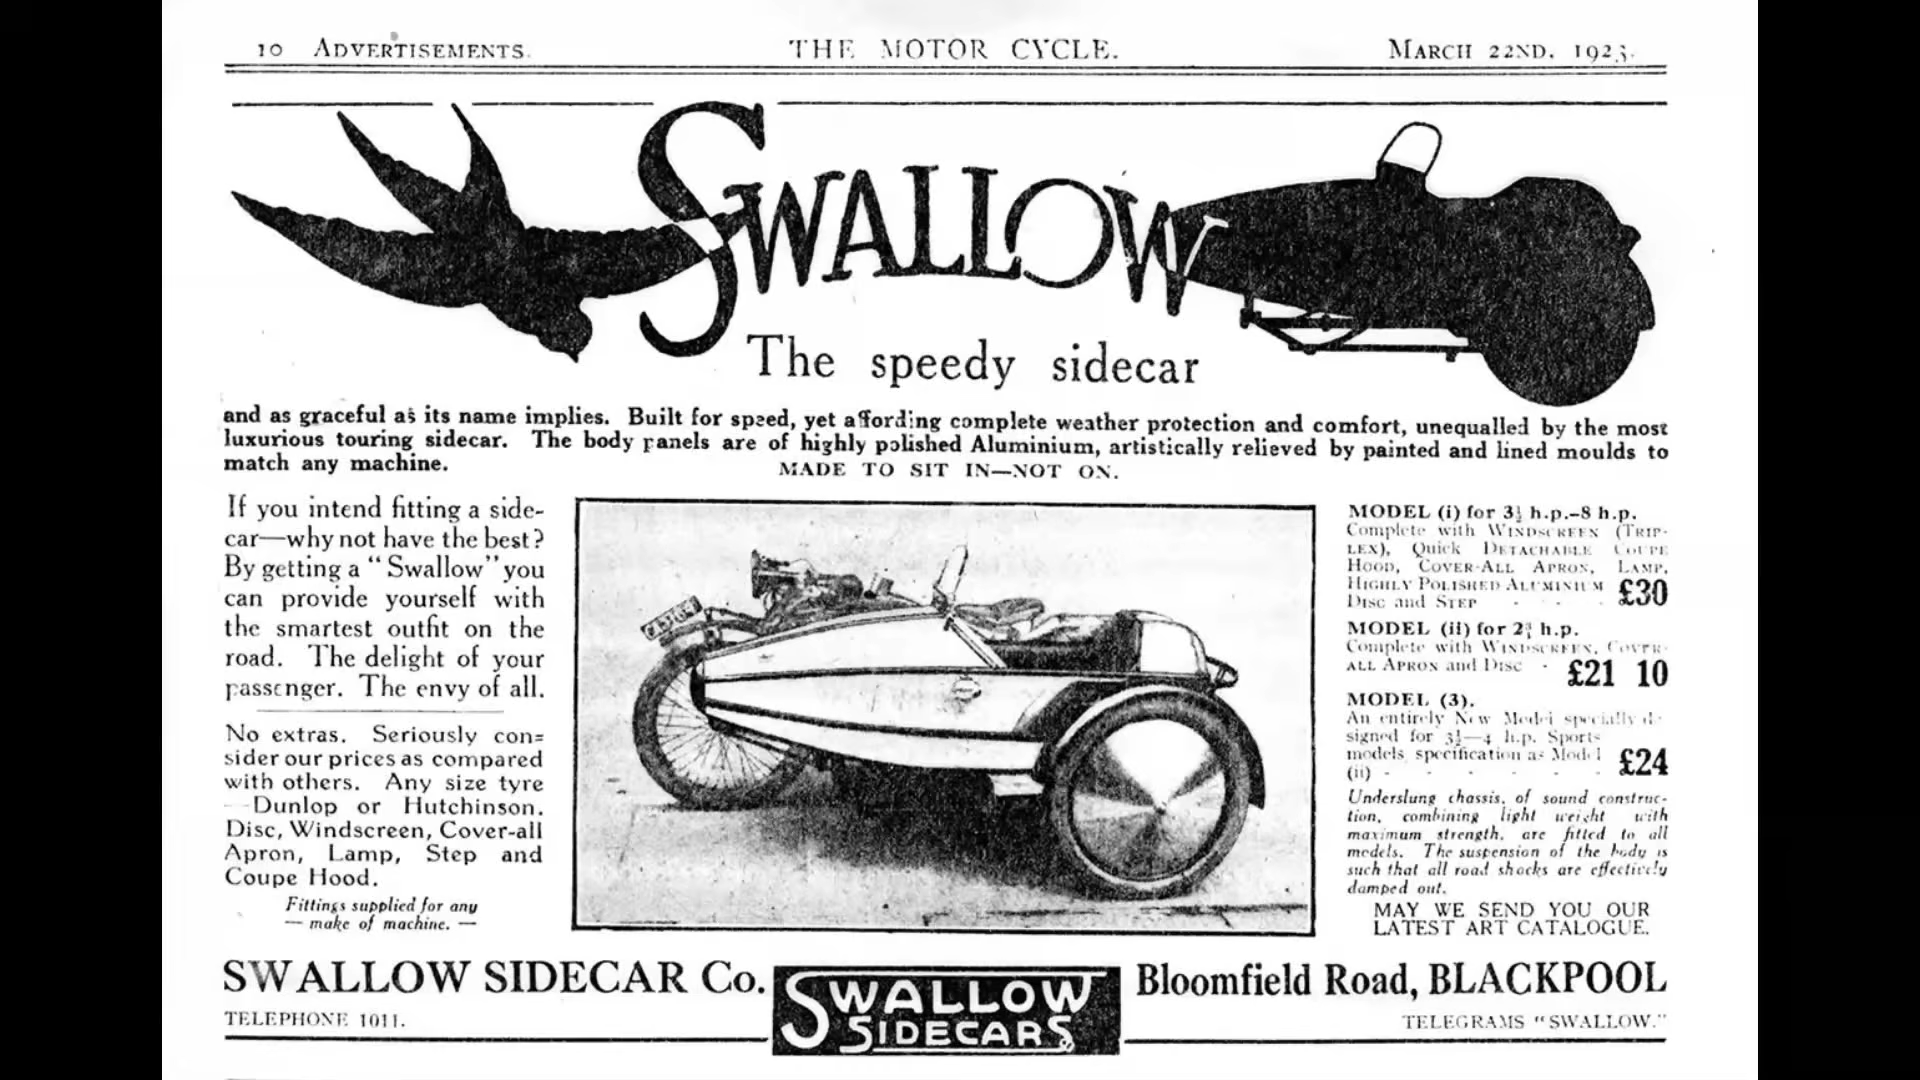 10 ADVERTISEMENTS. THE MOTOR CYCLE. MARCH 22ND, 1923.
SWALLOW
The speedy sidecar
and as graceful as its name implies. Built for speed, yet affording complete weather protection and comfort, unequalled by the most
luxurious touring sidecar. The body panels are of highly polished Aluminium, artistically relieved by painted and lined moulds to
match any machine.
MADE TO SIT IN—NOT ON.
If you intend fitting a side-
car—why not have the best?
By getting a "Swallow" you
can provide yourself with
the smartest outfit on the
road. The delight of your
passenger. The envy of all.
No extras. Seriously con=
sider our prices as compared
with others. Any size tyre
—Dunlop or Hutchinson.
Disc, Windscreen, Cover-all
Apron, Lamp, Step and
Coupe Hood.
Fittings supplied for any
— make of machine. —
MODEL (i) for 3½ h.p.-8 h.p.
Complete with WINDSCREEN (TRIP-
LEX), Quick DETACHABLE COUPE
HOOD, COVER-ALL APRON, LAMP,
HIGHLY POLISHED ALUMINIUM
DISC and STEP - - - £30
MODEL (ii) for 2¾ h.p.
Complete with WINDSCREEN, COVER-
ALL APRON and DISC - £21 10
MODEL (3).
An entirely New Model specially de-
signed for 3½—4 h.p. Sports
models, specification as Model
(ii) - - - - - £24
Underslung chassis, of sound construc-
tion, combining light weight with
maximum strength, are fitted to all
models. The suspension of the body is
such that all road shocks are effectively
damped out.
MAY WE SEND YOU OUR
LATEST ART CATALOGUE.
SWALLOW SIDECAR Co.
TELEPHONE 1011.
SWALLOW
SIDECARS
Bloomfield Road, BLACKPOOL
TELEGRAMS "SWALLOW."